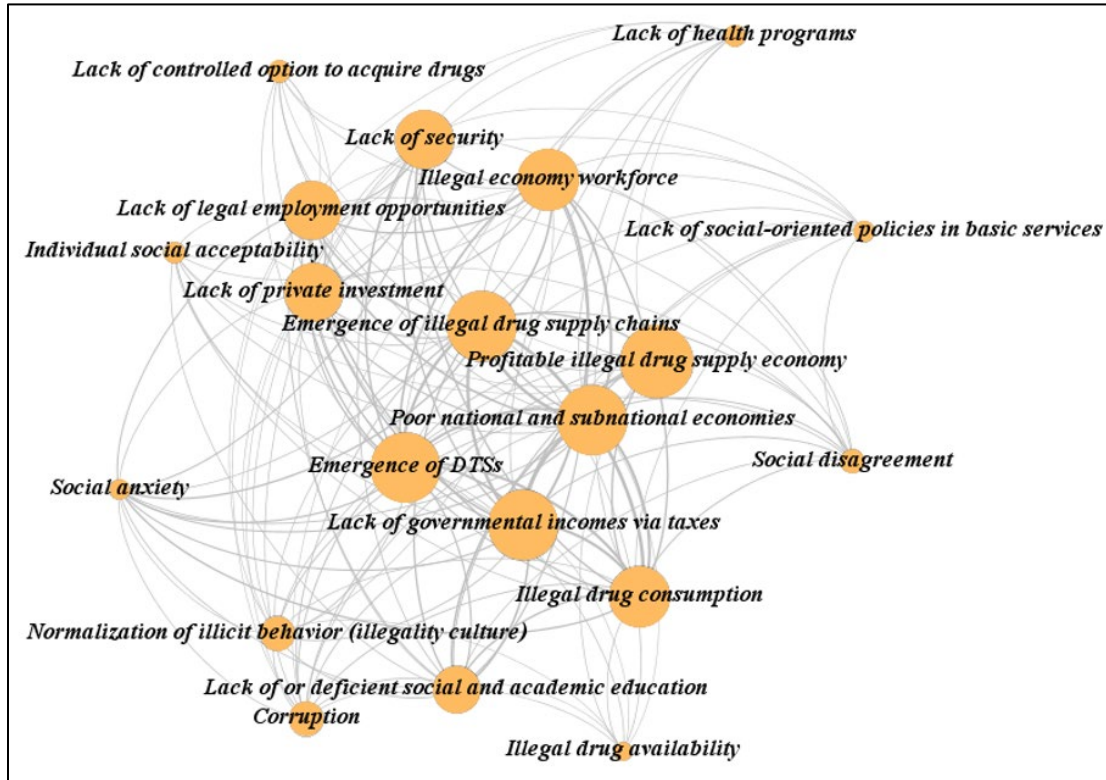 Lack of health programs
Lack of controlled option to acquire drugs
Lack of security
Illegal economy workforce
Lack of legal employment opportunities
Lack of social-oriented policies in basic services
Individual social acceptability
Lack of private investment
Emergence of illegal drug supply chains
Profitable illegal drug supply economy
Poor national and subnational economies
Social disagreement
Emergence of DTSs
Social anxiety
Lack of governmental incomes via taxes
Illegal drug consumption
Normalization of illicit behavior (illegality culture)
Lack of or deficient social and academic education
Corruption
Illegal drug availability